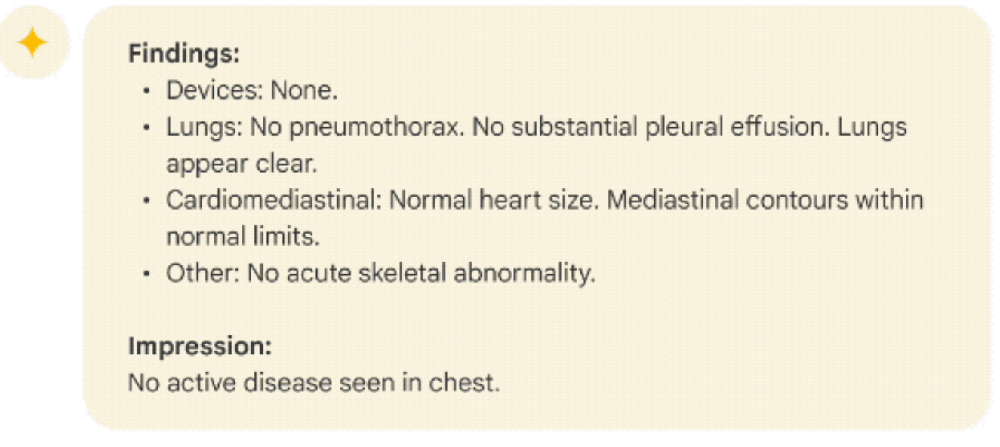 Findings:
• Devices: None.
• Lungs: No pneumothorax. No substantial pleural effusion. Lungs
appear clear.
• Cardiomediastinal: Normal heart size. Mediastinal contours within
normal limits.
• Other: No acute skeletal abnormality.
Impression:
No active disease seen in chest.